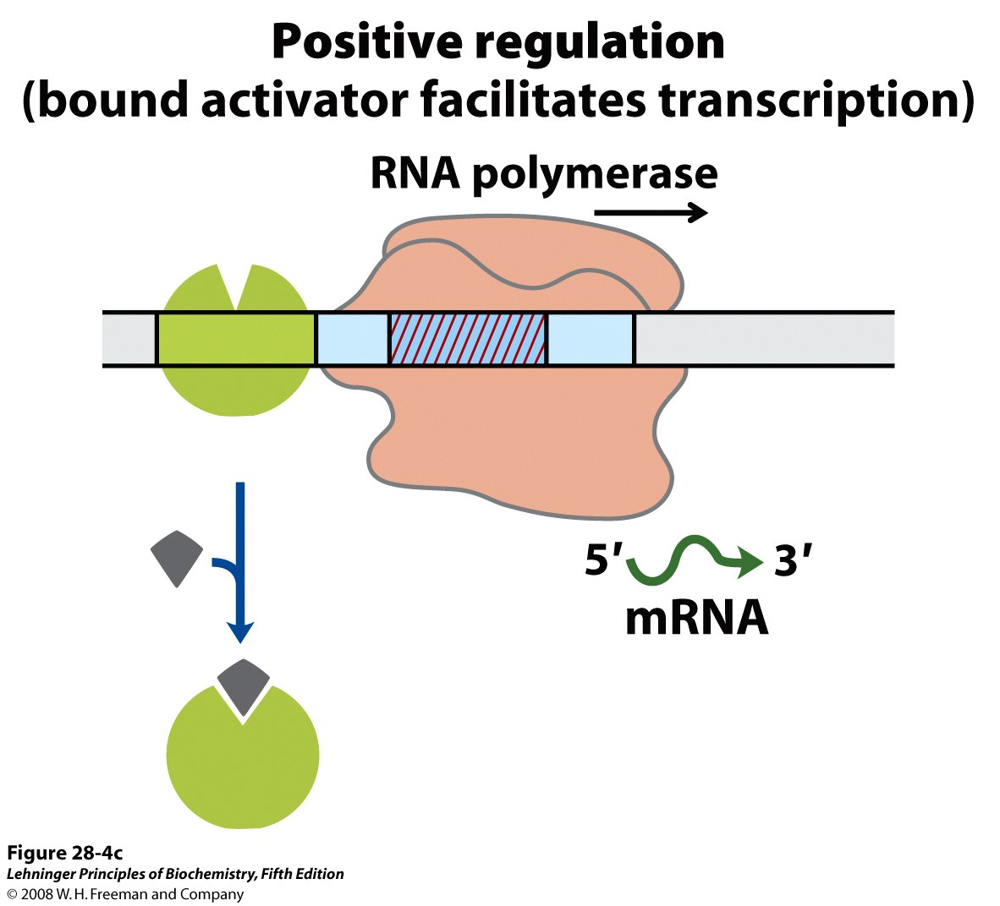 Positive regulation
(bound activator facilitates transcription)
RNA polymerase
5′
3′
mRNA
Figure 28-4c
Lehninger Principles of Biochemistry, Fifth Edition
© 2008 W. H. Freeman and Company